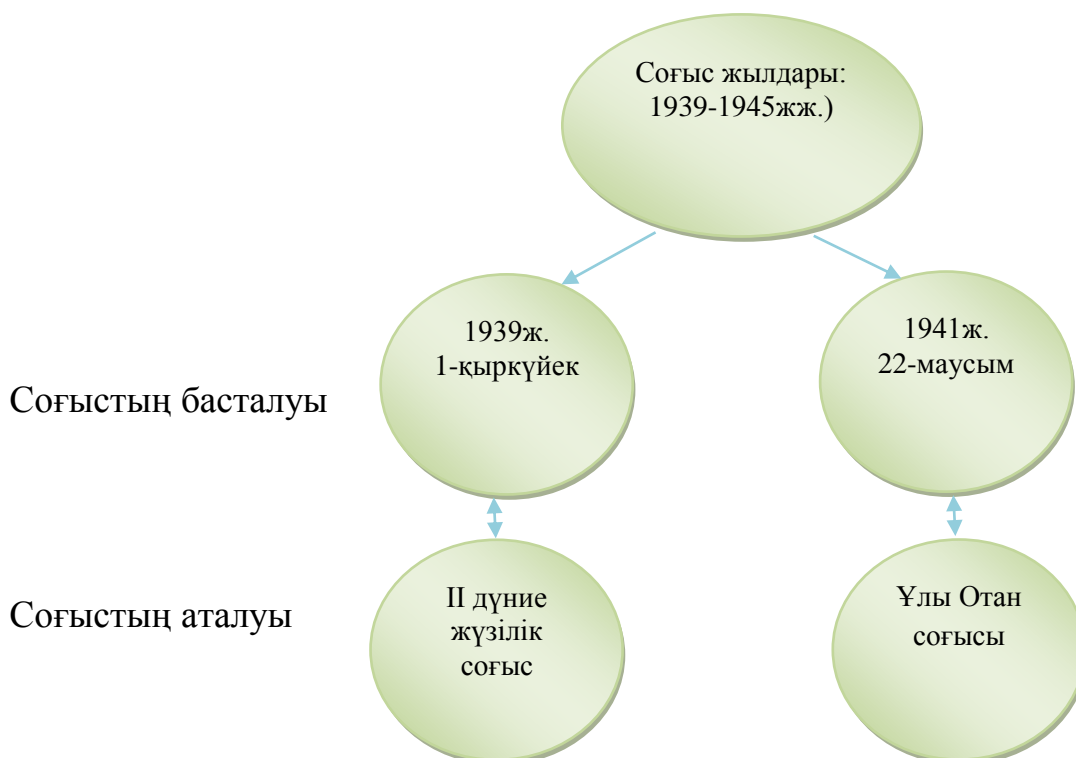 Соғыс жылдары:
1939-1945жж.)
1939ж.
1-қыркүйек
1941ж.
22-маусым
Соғыстың басталуы
Соғыстың аталуы
II дүние
жүзілік
соғыс
Ұлы Отан
соғысы